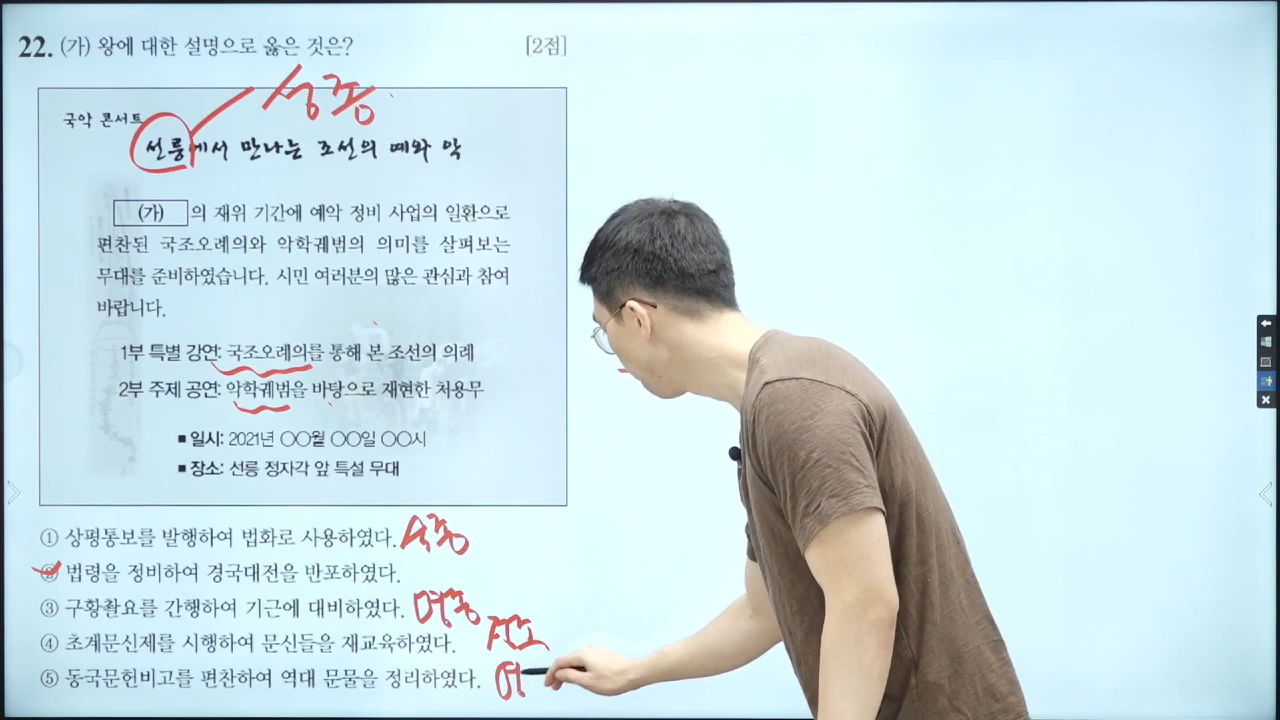 22. (가) 왕에 대한 설명으로 옳은 것은? [2점]
성종
국악 콘서트
선릉에서 만나는 조선의 예와 악
(가) 의 재위 기간에 예악 정비 사업의 일환으로
편찬된 국조오례의와 악학궤범의 의미를 살펴보는
무대를 준비하였습니다. 시민 여러분의 많은 관심과 참여
바랍니다.
1부 특별 강연: 국조오례의를 통해 본 조선의 의례
2부 주제 공연: 악학궤범을 바탕으로 재현한 처용무
■ 일시: 2021년 ○○월 ○○일 ○○시
■ 장소: 선릉 정자각 앞 특설 무대
① 상평통보를 발행하여 법화로 사용하였다. 숙종
② 법령을 정비하여 경국대전을 반포하였다.
③ 구황촬요를 간행하여 기근에 대비하였다. 명종
④ 초계문신제를 시행하여 문신들을 재교육하였다. 정조
⑤ 동국문헌비고를 편찬하여 역대 문물을 정리하였다.